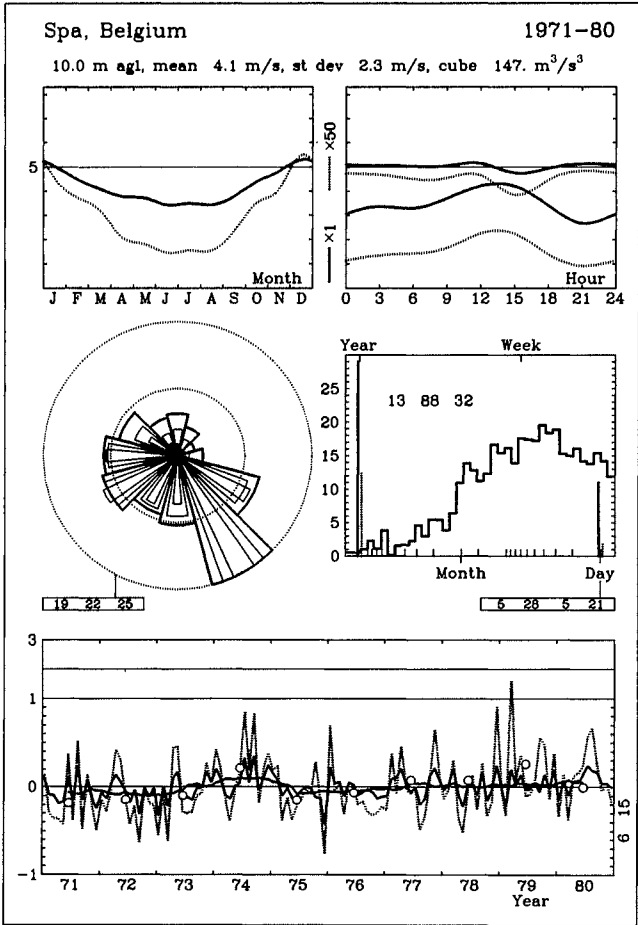 Spa, Belgium 1971-80
10.0 m agl, mean 4.1 m/s, st dev 2.3 m/s, cube 147. m³/s³
5
×1 ×50
Month Hour
J F M A M J J A S O N D 0 3 6 9 12 15 18 21 24
Year Week
25
20
15
10
5
0
13 88 32
Month Day
19 22 25 5 28 5 21
3
1
0
-1
6 15
71 72 73 74 75 76 77 78 79 80
Year